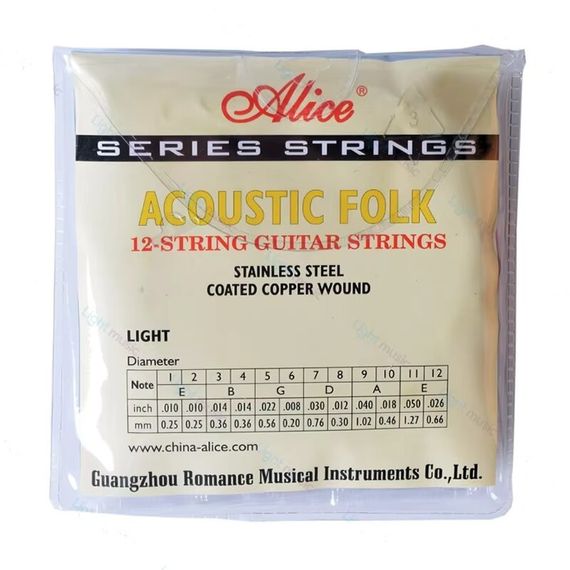 Alice®
SERIES STRINGS
ACOUSTIC FOLK
12-STRING GUITAR STRINGS
STAINLESS STEEL
COATED COPPER WOUND
LIGHT
Diameter
Note 1 2 3 4 5 6 7 8 9 10 11 12
E B G D A E
inch .010 .010 .014 .014 .022 .008 .030 .012 .040 .018 .050 .026
mm 0.25 0.25 0.36 0.36 0.56 0.20 0.76 0.30 1.02 0.46 1.27 0.66
www.china-alice.com
Guangzhou Romance Musical Instruments Co.,Ltd.